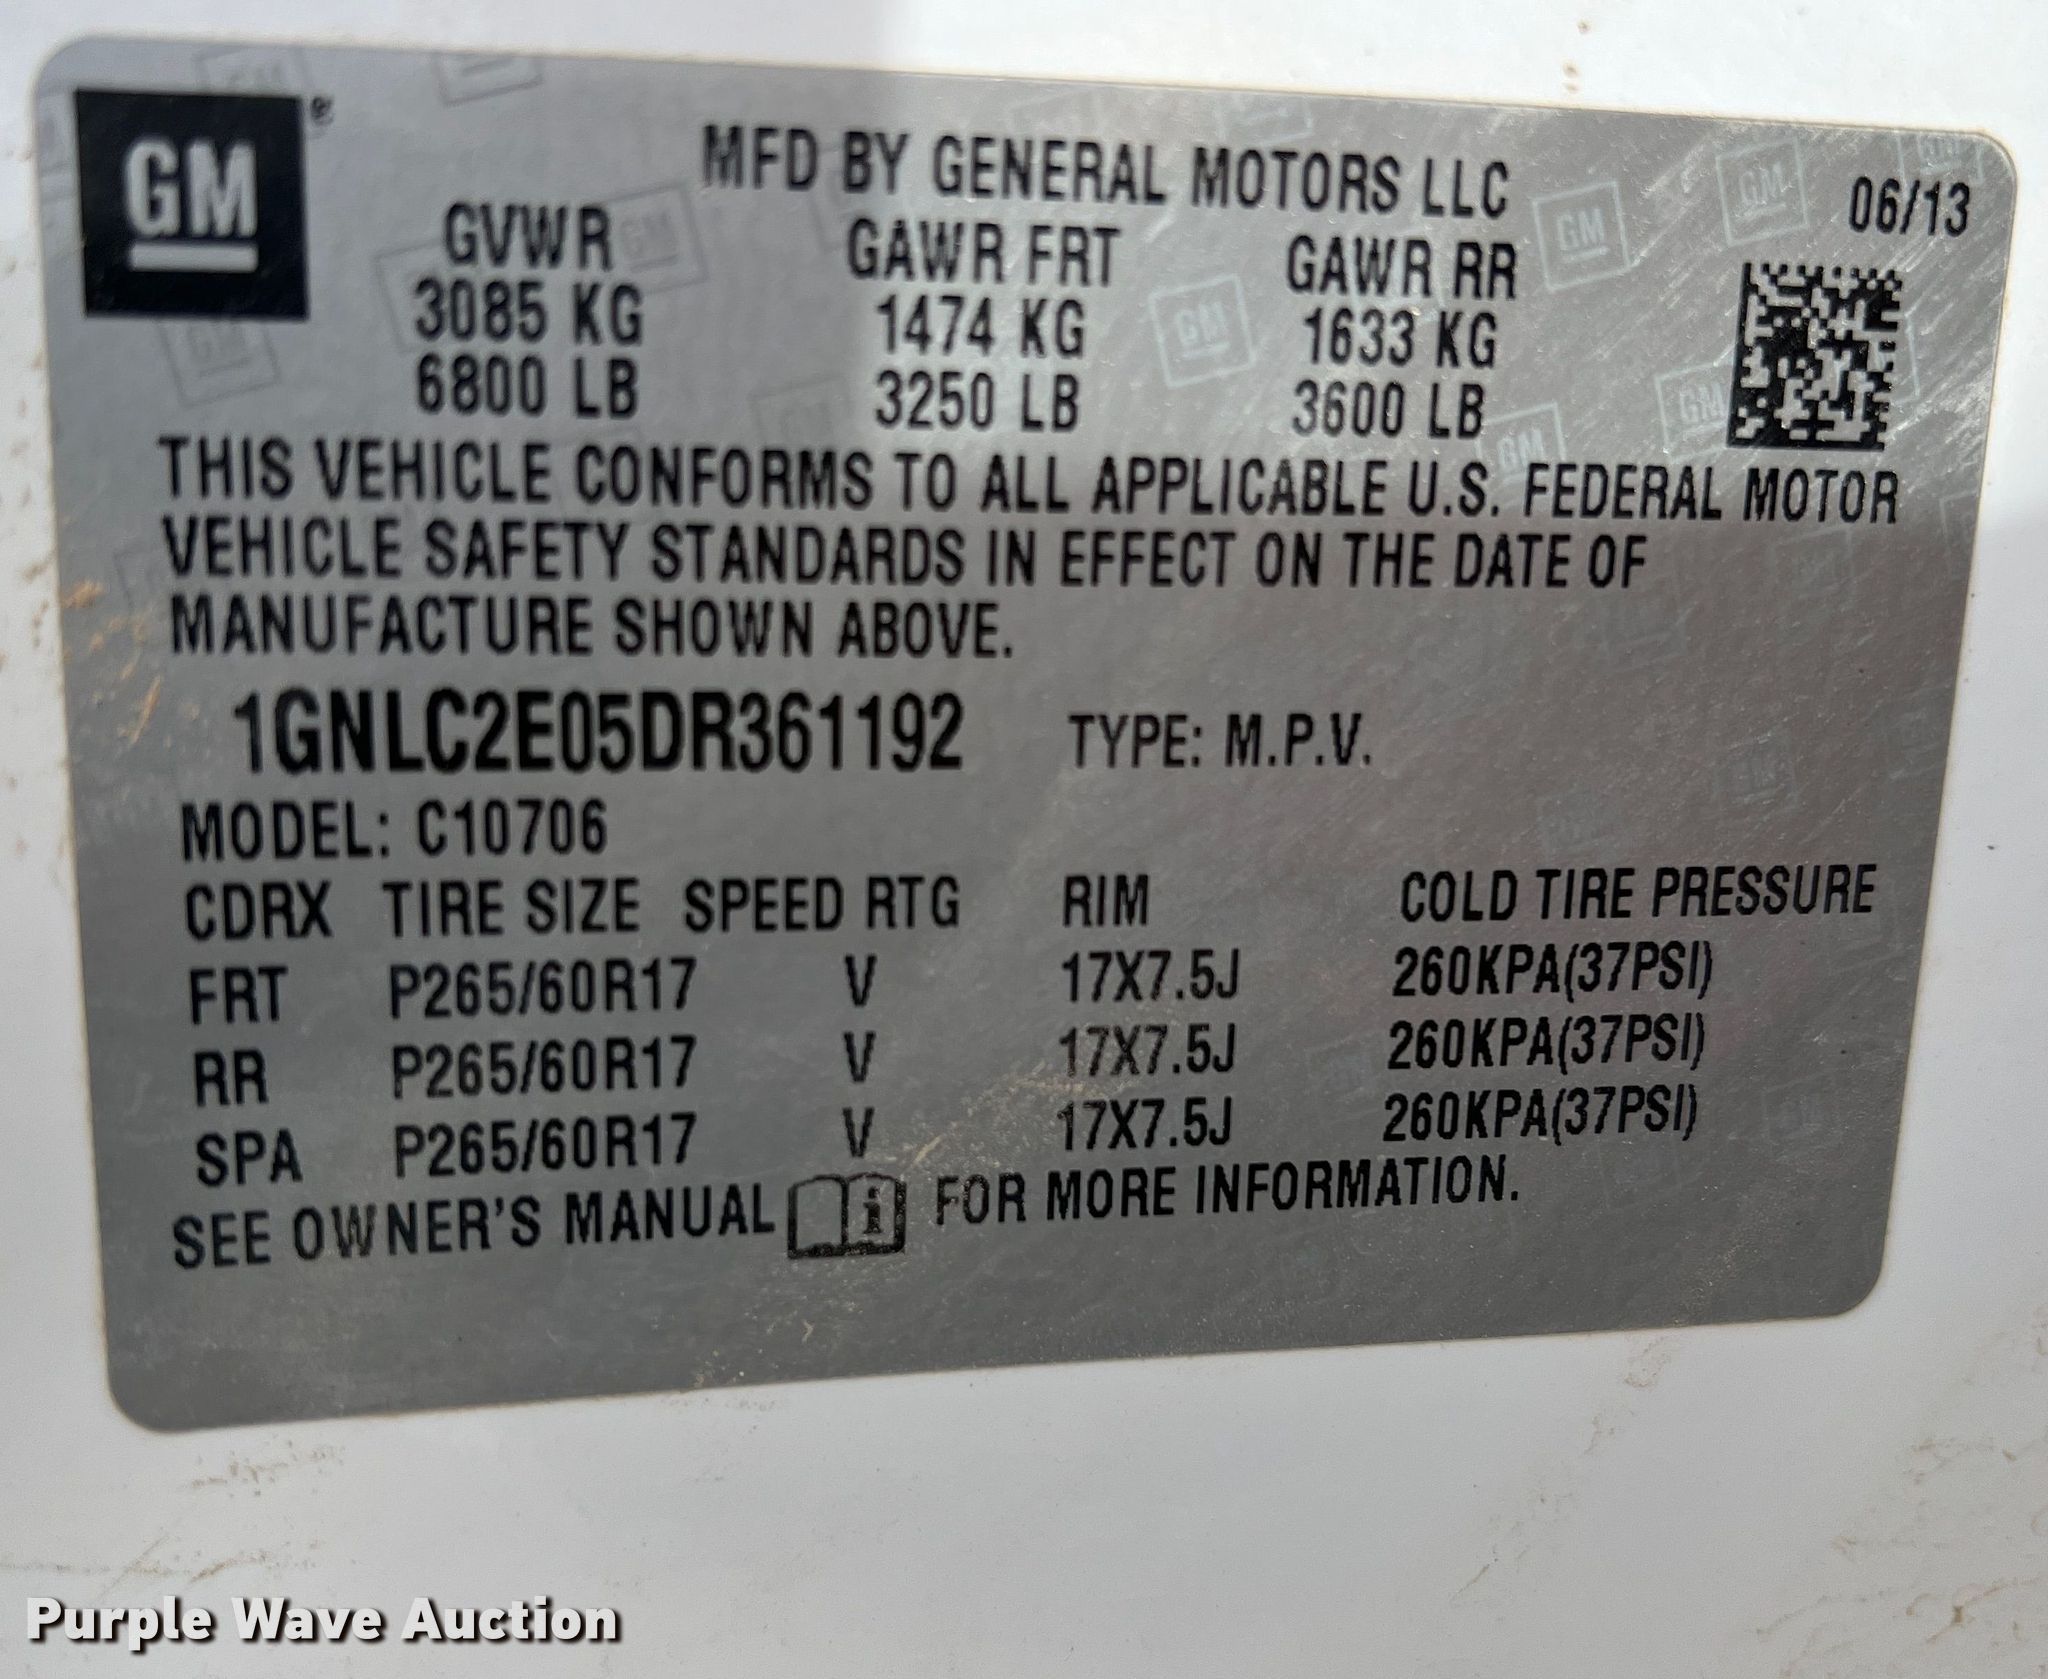 GM ®
MFD BY GENERAL MOTORS LLC
06/13
GVWR GAWR FRT GAWR RR
3085 KG 1474 KG 1633 KG
6800 LB 3250 LB 3600 LB
THIS VEHICLE CONFORMS TO ALL APPLICABLE U.S. FEDERAL MOTOR
VEHICLE SAFETY STANDARDS IN EFFECT ON THE DATE OF
MANUFACTURE SHOWN ABOVE.
1GNLC2E05DR361192 TYPE: M.P.V.
MODEL: C10706
CDRX TIRE SIZE SPEED RTG RIM COLD TIRE PRESSURE
FRT P265/60R17 V 17X7.5J 260KPA(37PSI)
RR P265/60R17 V 17X7.5J 260KPA(37PSI)
SPA P265/60R17 V 17X7.5J 260KPA(37PSI)
SEE OWNER'S MANUAL i FOR MORE INFORMATION.
Purple Wave Auction